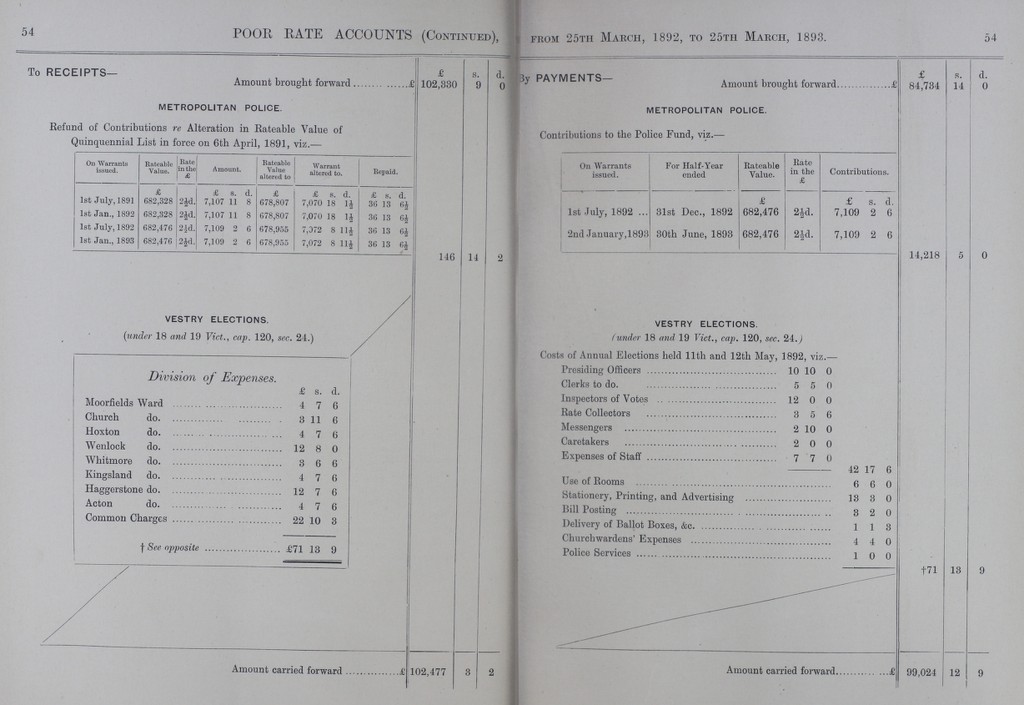 54
POOR RATE ACCOUNTS (CONTINUED),
To RECEIPTS—
£ s. d.
Amount brought forward ..............£ 102,330 9 0
METROPOLITAN POLICE.
Refund of Contributions re Alteration in Rateable Value of
Quinquennial List in force on 6th April, 1891, viz.—
On Warrants issued. Rateable Value. Rate in the £ Amount. Rateable Value altered to Warrant altered to. Repaid.
£ £ s. d. £ £ s. d. £ s. d.
1st July, 1891 682,328 2½d. 7,107 11 8 678,807 7,070 18 1½ 36 13 6½
1st Jan., 1892 682,328 2½d. 7,107 11 8 678,807 7,070 18 1½ 36 13 6½
1st July, 1892 682,476 2½d. 7,109 2 6 678,955 7,072 8 11½ 36 13 6½
1st Jan., 1893 682,476 2½d. 7,109 2 6 678,955 7,072 8 11½ 36 13 6½
146 14 2
VESTRY ELECTIONS.
(under 18 and 19 Vict., cap. 120, sec. 24.)
Division of Expenses.
£ s. d.
Moorfields Ward .............................. 4 7 6
Church do. .............................. 3 11 6
Hoxton do. .............................. 4 7 6
Wenlock do. .............................. 12 8 0
Whitmore do. .............................. 3 6 6
Kingsland do. .............................. 4 7 6
Haggerstone do. .............................. 12 7 6
Acton do. .............................. 4 7 6
Common Charges .............................. 22 10 3
† See opposite ..................... £71 13 9
Amount carried forward ...............£ 102,477 3 2
FROM 25TH MARCH, 1892, TO 25TH MARCH, 1893.
54
By PAYMENTS—
£ s. d.
Amount brought forward..............£ 84,734 14 0
METROPOLITAN POLICE.
Contributions to the Police Fund, viz.—
On Warrants issued. For Half-Year ended Rateable Value. Rate in the £ Contributions.
£ £ s. d.
1st July, 1892 ... 31st Dec., 1892 682,476 2½d. 7,109 2 6
2nd January, 1893 30th June, 1893 682,476 2½d. 7,109 2 6
14,218 5 0
VESTRY ELECTIONS.
(under 18 and 19 Vict., cap. 120, sec. 24.)
Costs of Annual Elections held 11th and 12th May, 1892, viz.—
Presiding Officers .............................. 10 10 0
Clerks to do. .............................. 5 5 0
Inspectors of Votes .............................. 12 0 0
Rate Collectors .............................. 3 5 6
Messengers .............................. 2 10 0
Caretakers .............................. 2 0 0
Expenses of Staff .............................. 7 7 0
42 17 6
Use of Rooms .............................. 6 6 0
Stationery, Printing, and Advertising .................... 13 3 0
Bill Posting .............................. 3 2 0
Delivery of Ballot Boxes, &c. .............................. 1 1 3
Churchwardens' Expenses .............................. 4 4 0
Police Services .............................. 1 0 0
†71 13 9
Amount carried forward...............£ 99,024 12 9